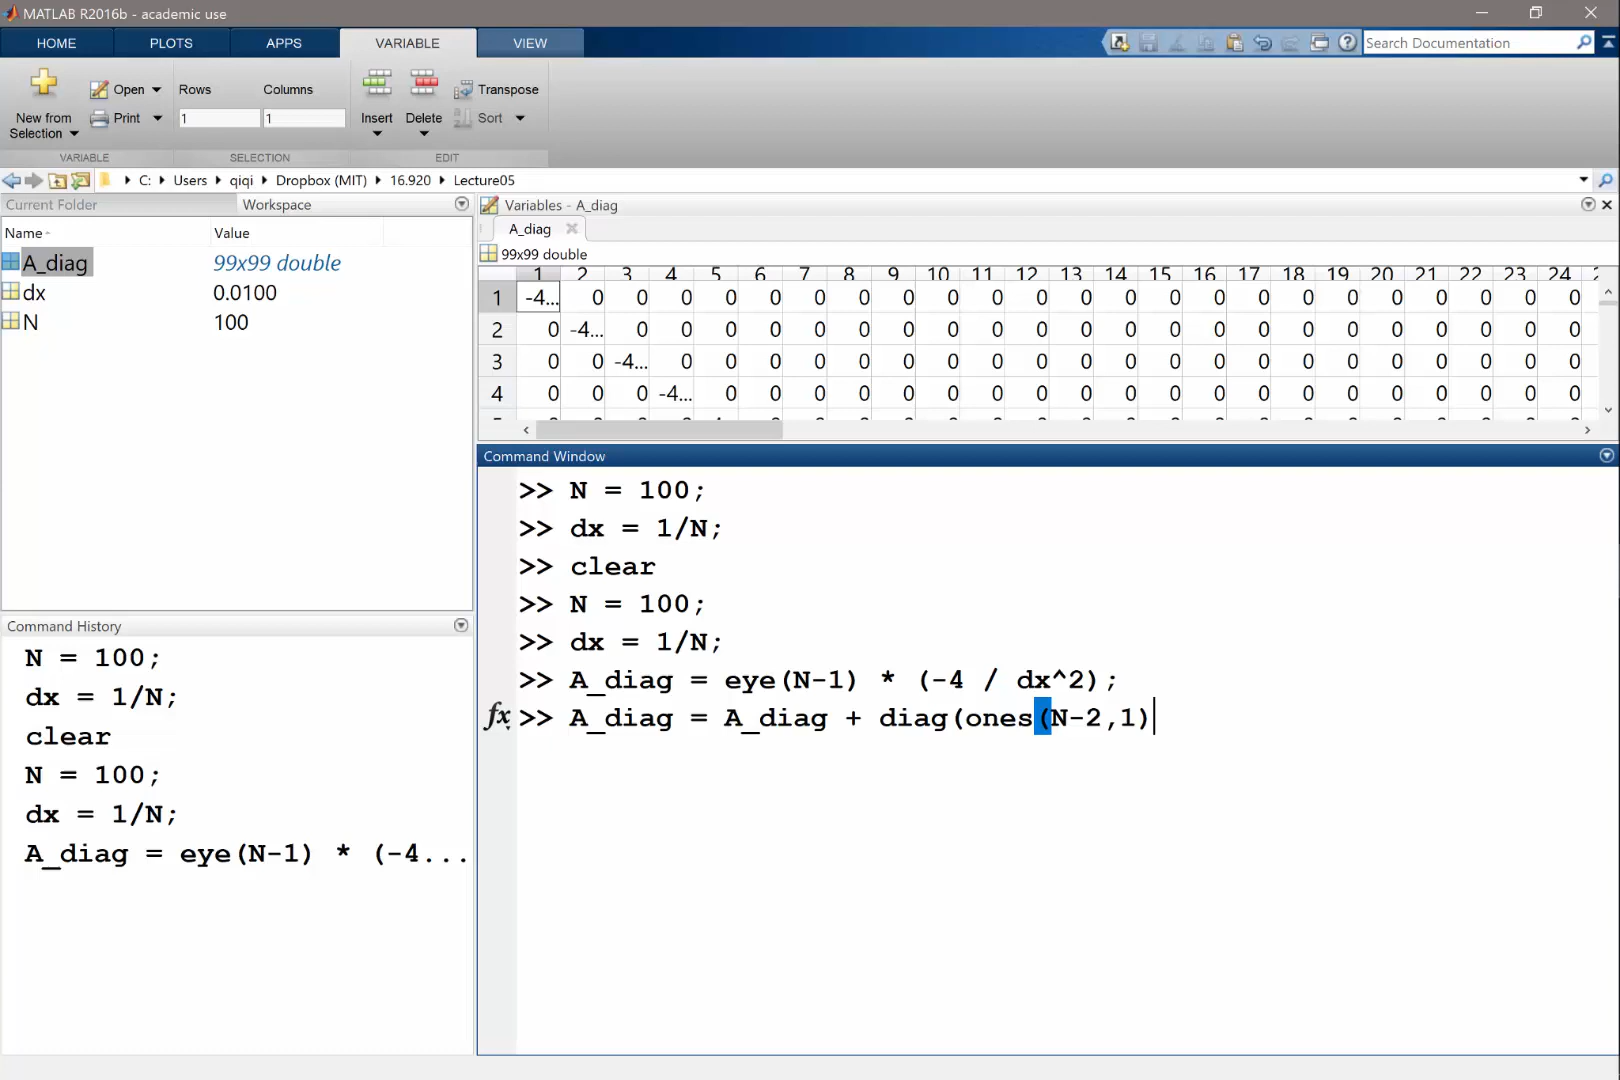 MATLAB R2016b - academic use
HOME PLOTS APPS VARIABLE VIEW
Search Documentation
New from Selection
Open
Print
Rows Columns
1 1
Insert
Delete
Transpose
Sort
VARIABLE SELECTION EDIT
C: Users qiqi Dropbox (MIT) 16.920 Lecture05
Current Folder Workspace
Name Value
A_diag 99x99 double
dx 0.0100
N 100
Variables - A_diag
A_diag
99x99 double
1 2 3 4 5 6 7 8 9 10 11 12 13 14 15 16 17 18 19 20 21 22 23 24
1 -4... 0 0 0 0 0 0 0 0 0 0 0 0 0 0 0 0 0 0 0 0 0 0 0
2 0 -4... 0 0 0 0 0 0 0 0 0 0 0 0 0 0 0 0 0 0 0 0 0 0
3 0 0 -4... 0 0 0 0 0 0 0 0 0 0 0 0 0 0 0 0 0 0 0 0 0
4 0 0 0 -4... 0 0 0 0 0 0 0 0 0 0 0 0 0 0 0 0 0 0 0 0
Command Window
>> N = 100;
>> dx = 1/N;
>> clear
>> N = 100;
>> dx = 1/N;
>> A_diag = eye(N-1) * (-4 / dx^2);
fx >> A_diag = A_diag + diag(ones(N-2,1)
Command History
N = 100;
dx = 1/N;
clear
N = 100;
dx = 1/N;
A_diag = eye(N-1) * (-4...